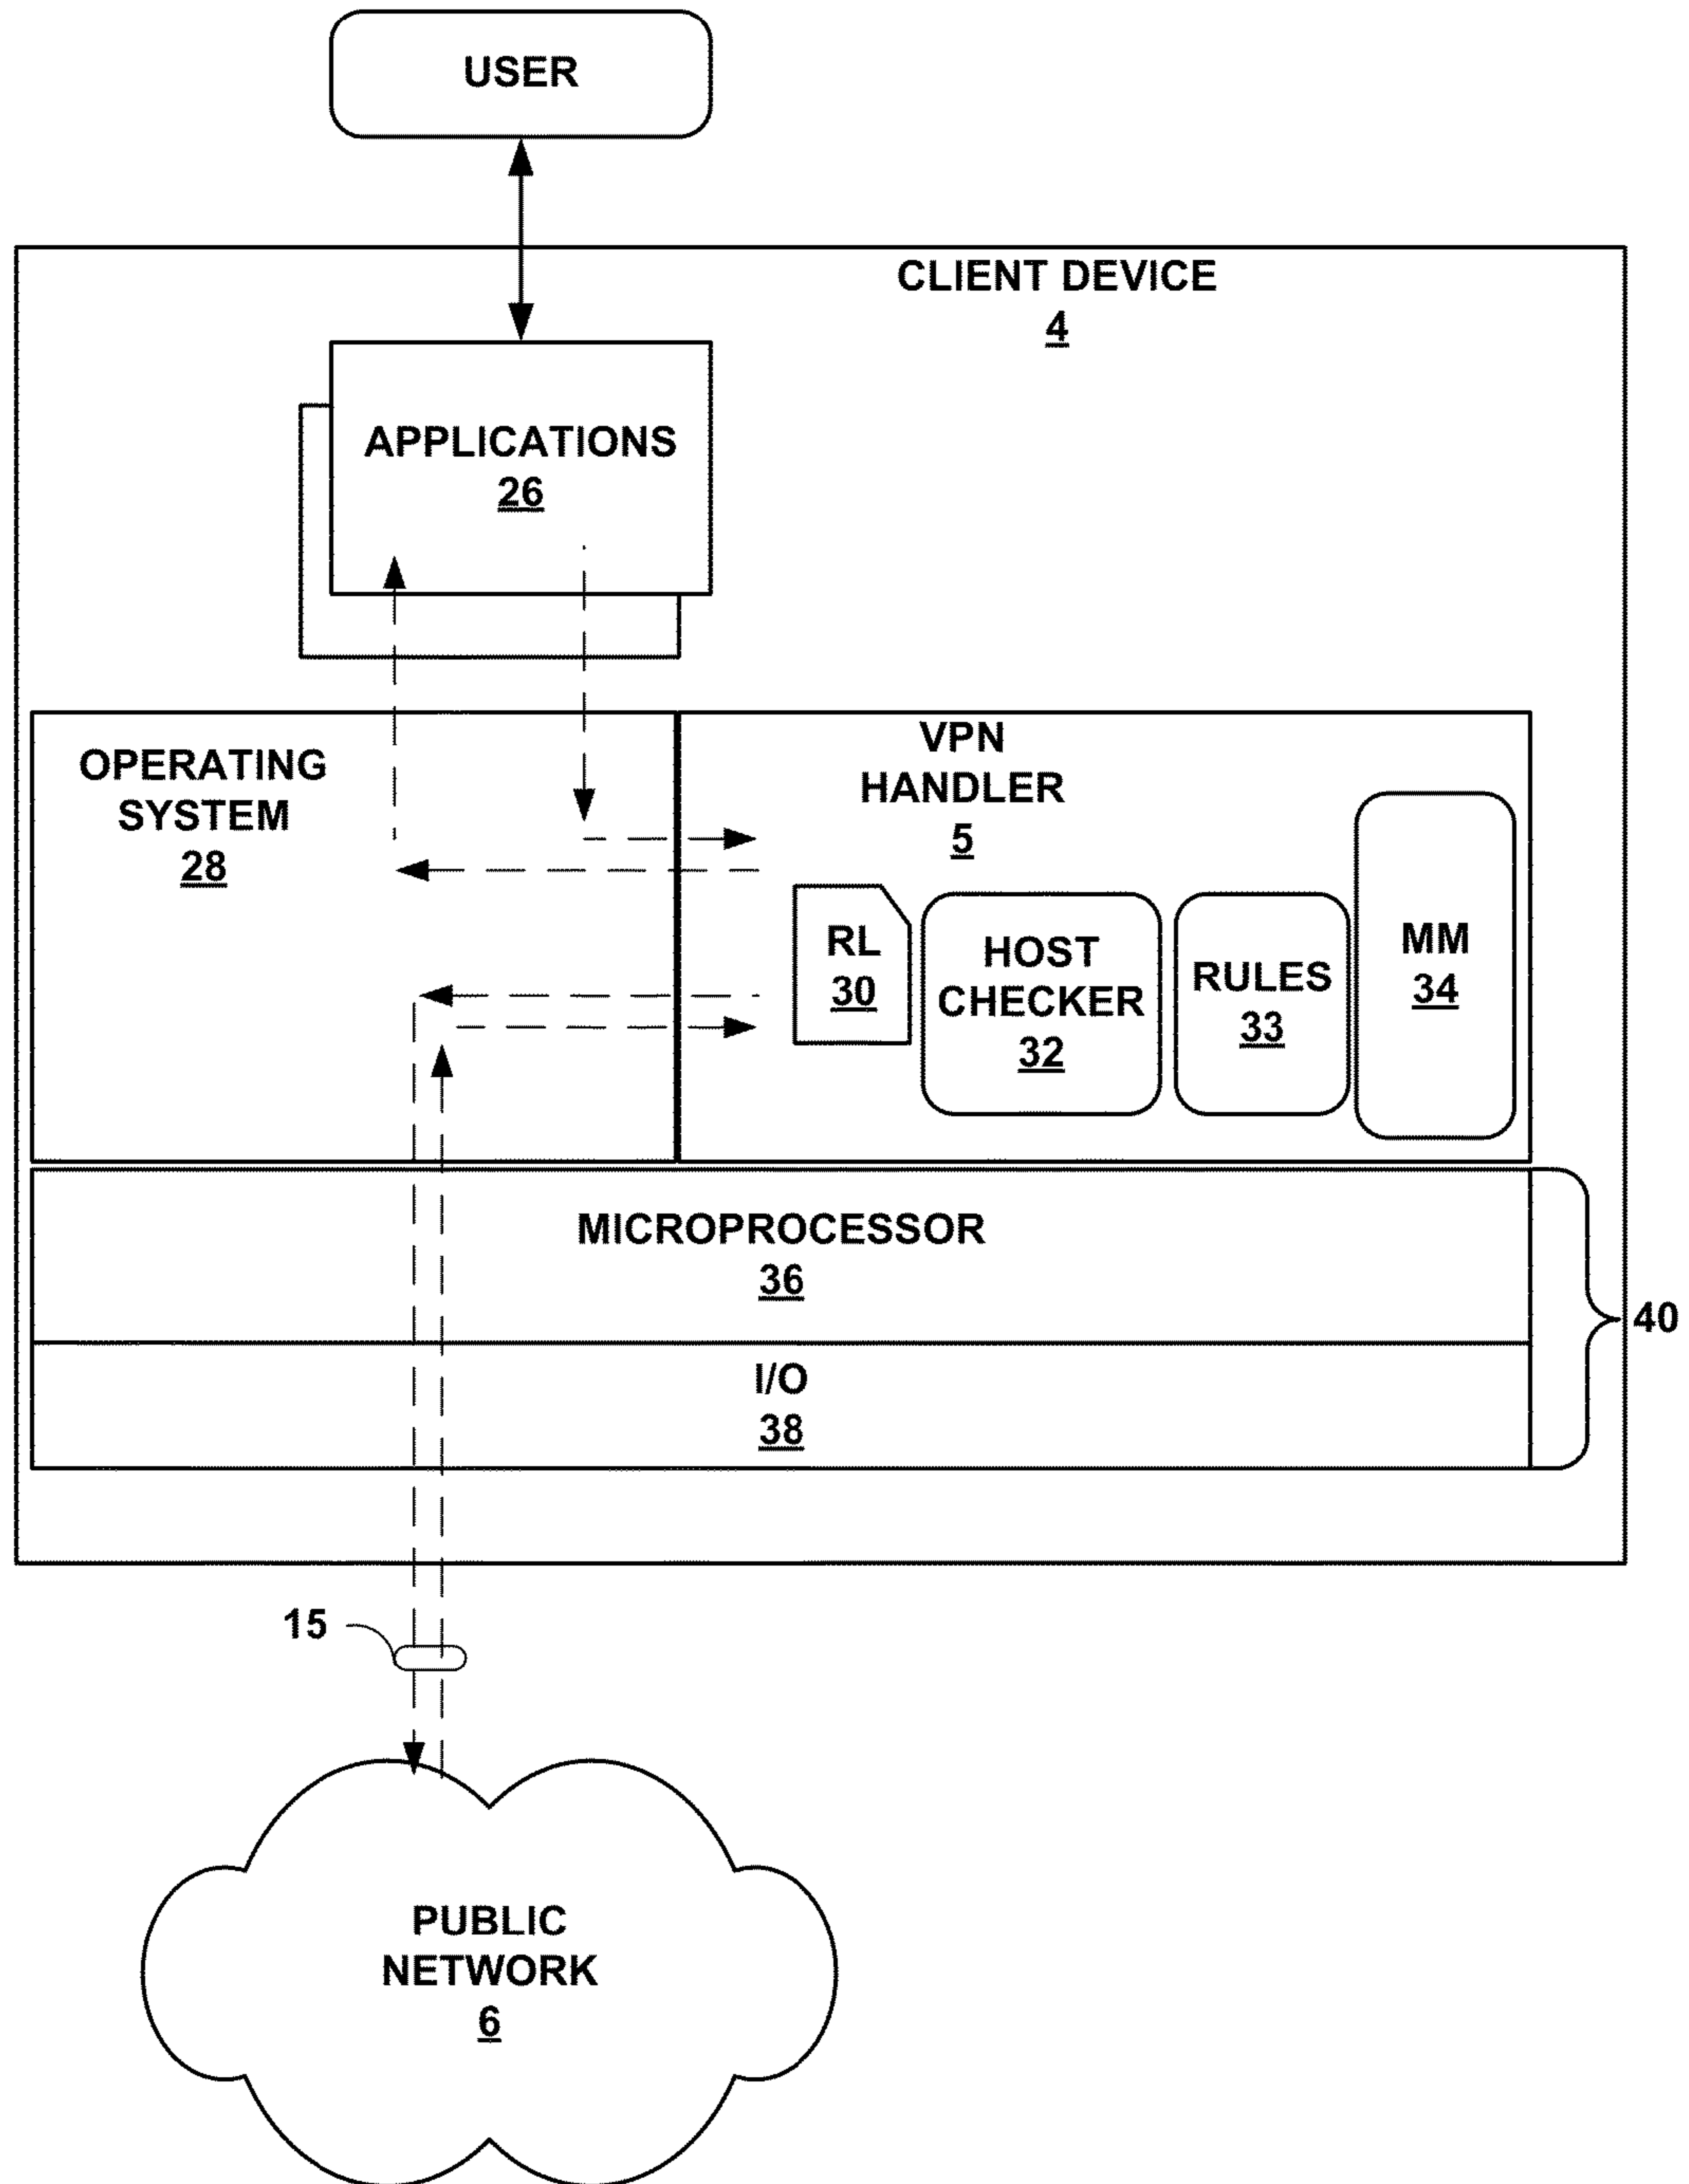 USER
CLIENT DEVICE
4
APPLICATIONS
26
OPERATING
SYSTEM
28
VPN
HANDLER
5
RL
30
HOST
CHECKER
32
RULES
33
MM
34
MICROPROCESSOR
36
40
I/O
38
15
PUBLIC
NETWORK
6